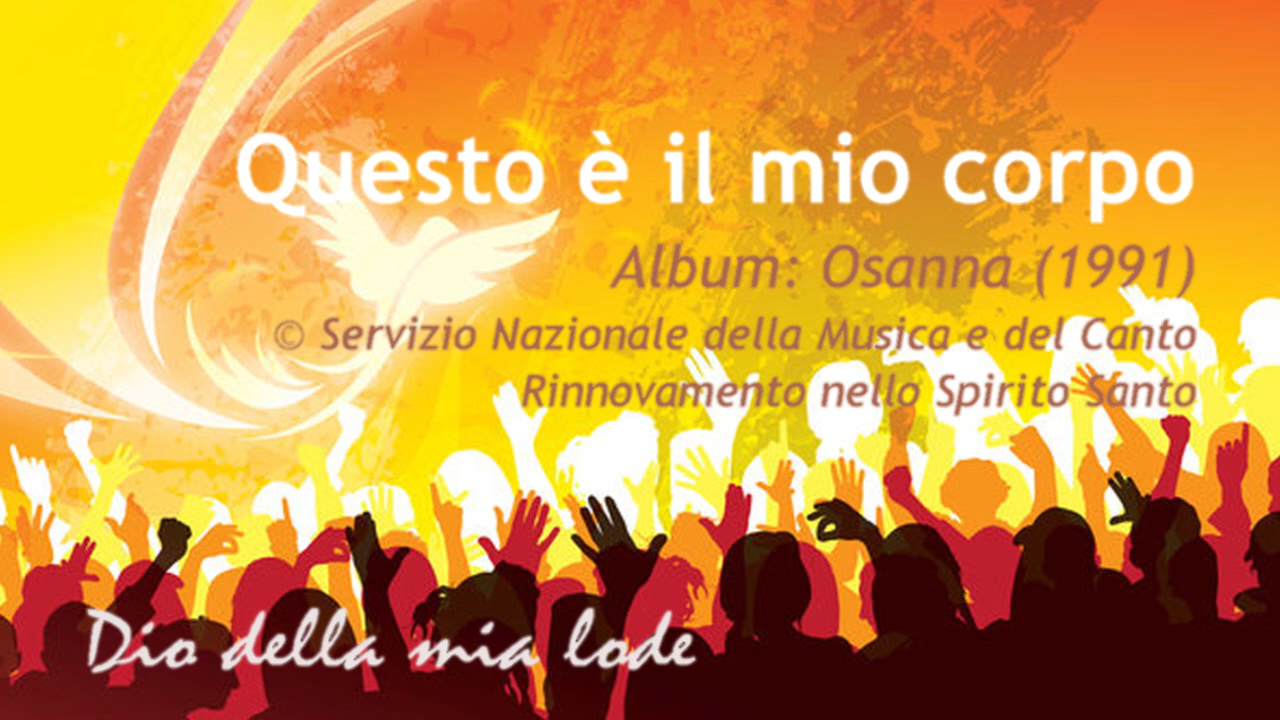 Questo è il mio corpo
Album: Osanna (1991)
© Servizio Nazionale della Musica e del Canto
Rinnovamento nello Spirito Santo
Dio della mia lode